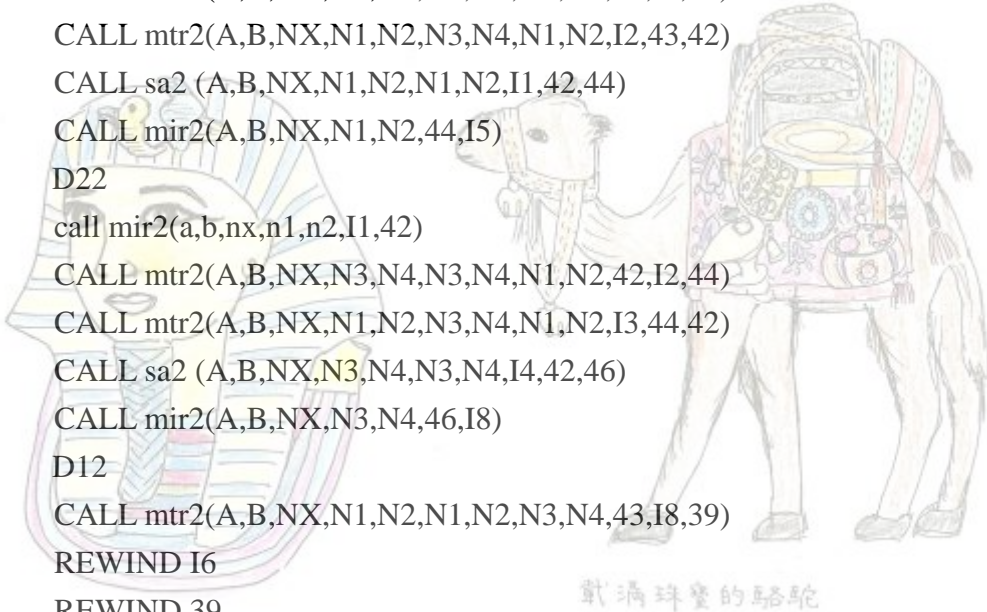 CALL mtr2(A,B,NX,N1,N2,N3,N4,N1,N2,I2,43,42)
CALL sa2 (A,B,NX,N1,N2,N1,N2,I1,42,44)
CALL mir2(A,B,NX,N1,N2,44,I5)
D22
call mir2(a,b,nx,n1,n2,I1,42)
CALL mtr2(A,B,NX,N3,N4,N3,N4,N1,N2,42,I2,44)
CALL mtr2(A,B,NX,N1,N2,N3,N4,N1,N2,I3,44,42)
CALL sa2 (A,B,NX,N3,N4,N3,N4,I4,42,46)
CALL mir2(A,B,NX,N3,N4,46,I8)
D12
CALL mtr2(A,B,NX,N1,N2,N1,N2,N3,N4,43,I8,39)
REWIND I6
戴滿珠寶的駱駝
REWIND 39